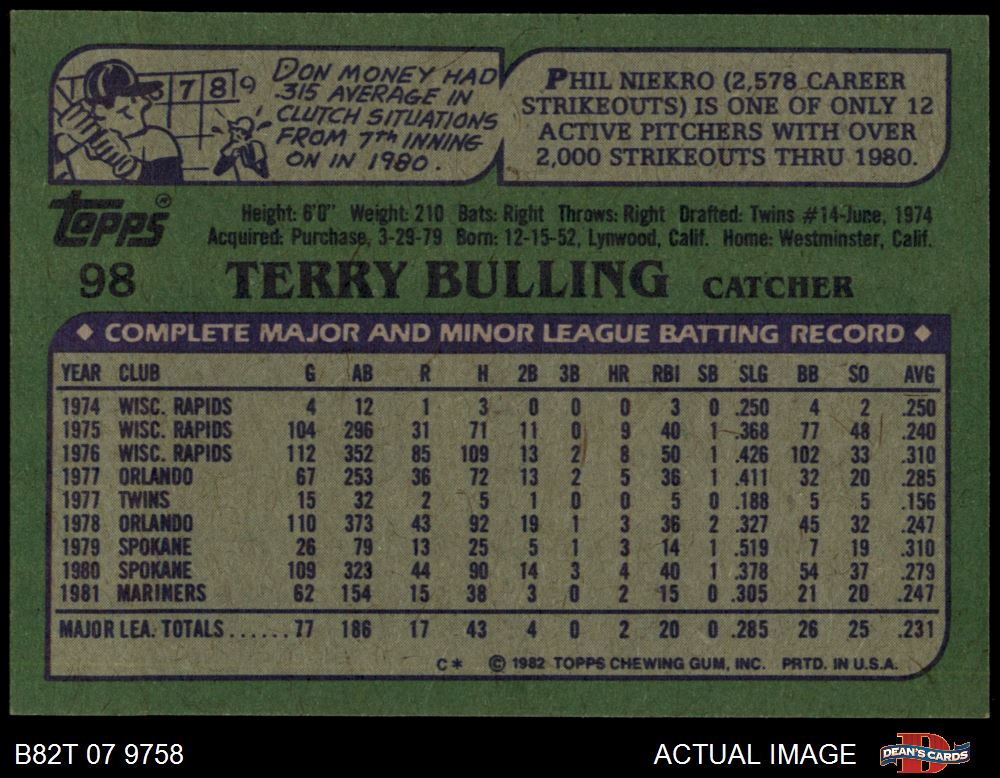 5 7 8 9
DON MONEY HAD
.315 AVERAGE IN
CLUTCH SITUATIONS
FROM 7th INNING
ON IN 1980.
PHIL NIEKRO (2,578 CAREER
STRIKEOUTS) IS ONE OF ONLY 12
ACTIVE PITCHERS WITH OVER
2,000 STRIKEOUTS THRU 1980.
Topps®
Height: 6'0" Weight: 210 Bats: Right Throws: Right Drafted: Twins #14-June, 1974
Acquired: Purchase, 3-29-79 Born: 12-15-52, Lynwood, Calif. Home: Westminster, Calif.
98 TERRY BULLING CATCHER
◆ COMPLETE MAJOR AND MINOR LEAGUE BATTING RECORD ◆
YEAR CLUB G AB R H 2B 3B HR RBI SB SLG BB SO AVG
1974 WISC. RAPIDS 4 12 1 3 0 0 0 3 0 .250 4 2 .250
1975 WISC. RAPIDS 104 296 31 71 11 0 9 40 1 .368 77 48 .240
1976 WISC. RAPIDS 112 352 85 109 13 2 8 50 1 .426 102 33 .310
1977 ORLANDO 67 253 36 72 13 2 5 36 1 .411 32 20 .285
1977 TWINS 15 32 2 5 1 0 0 5 0 .188 5 5 .156
1978 ORLANDO 110 373 43 92 19 1 3 36 2 .327 45 32 .247
1979 SPOKANE 26 79 13 25 5 1 3 14 1 .519 7 19 .310
1980 SPOKANE 109 323 44 90 14 3 4 40 1 .378 54 37 .279
1981 MARINERS 62 154 15 38 3 0 2 15 0 .305 21 20 .247
MAJOR LEA. TOTALS......77 186 17 43 4 0 2 20 0 .285 26 25 .231
C* © 1982 TOPPS CHEWING GUM, INC. PRTD. IN U.S.A.
B82T 07 9758 ACTUAL IMAGE DEAN'S CARDS